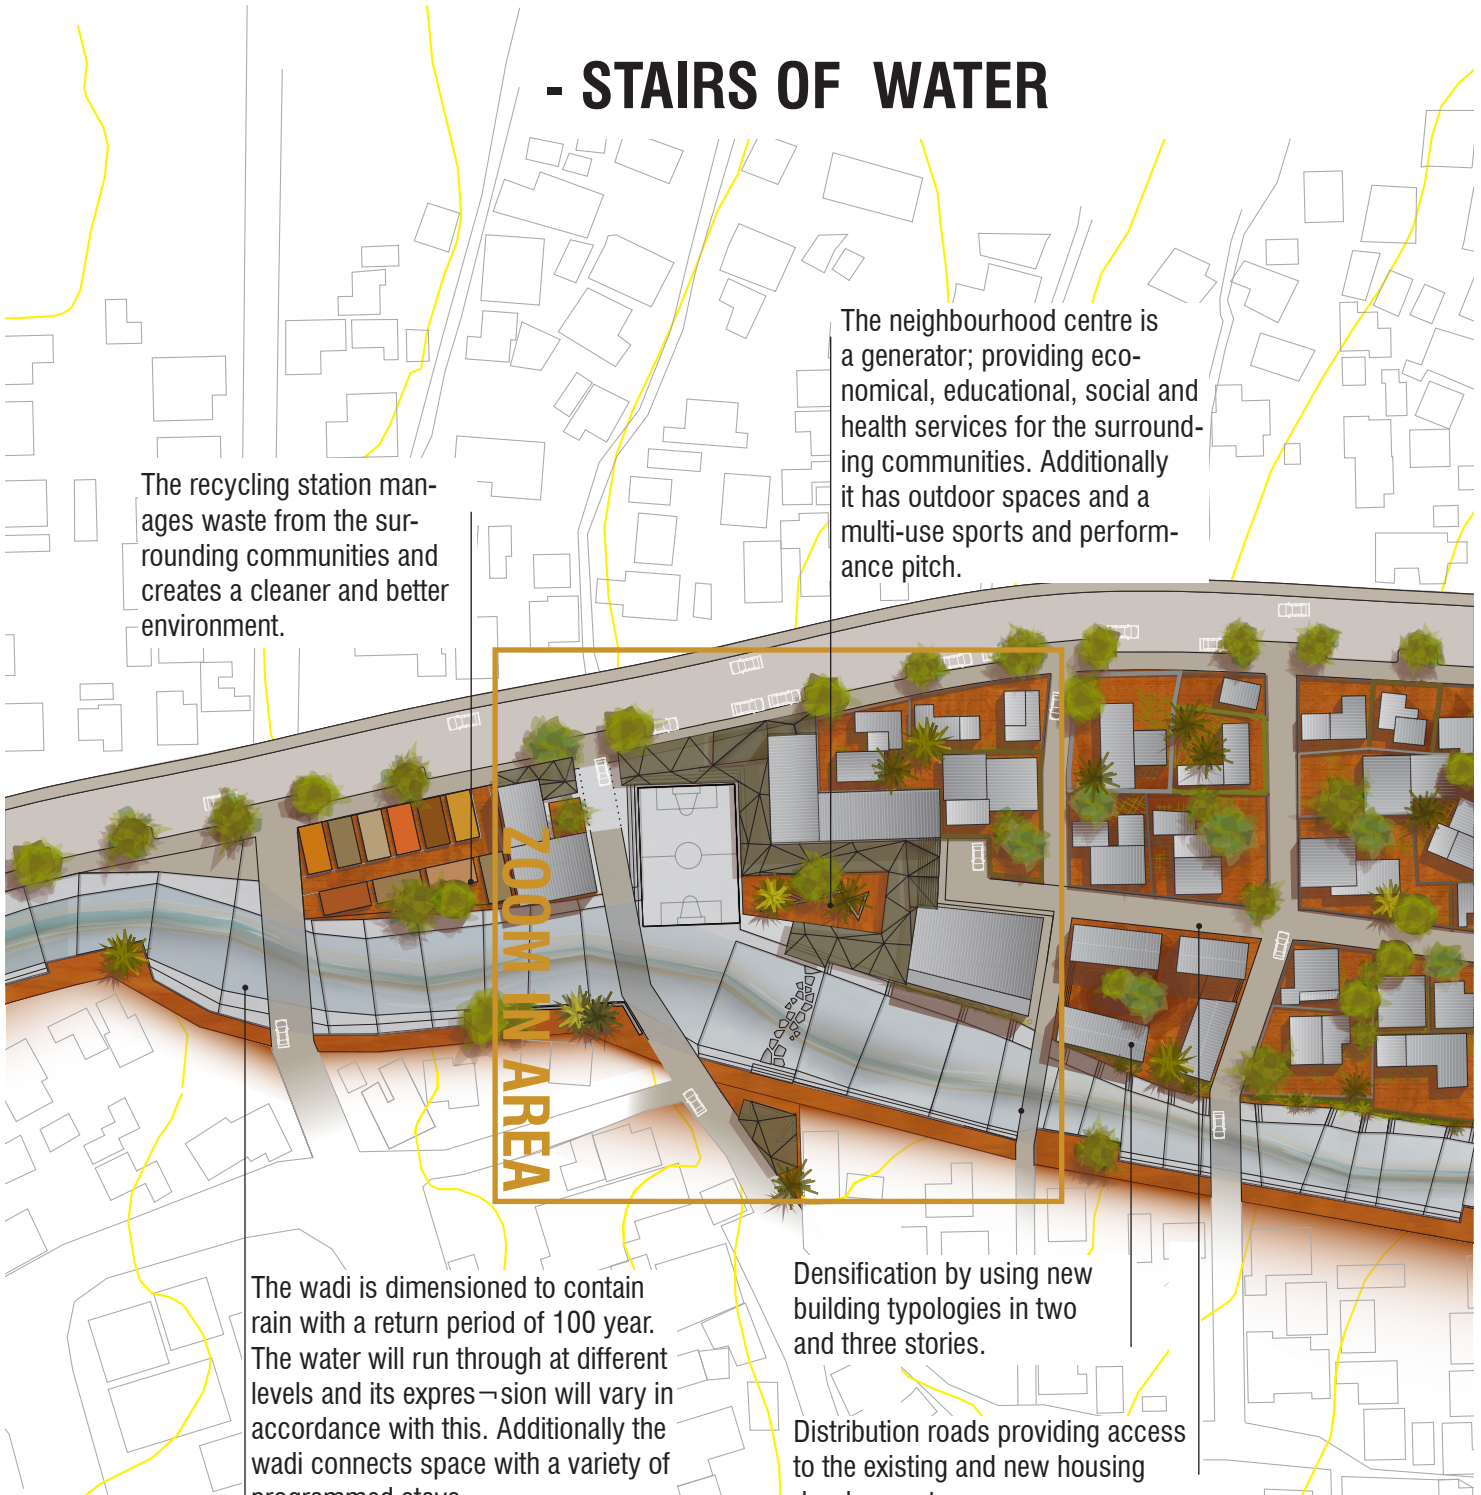 - STAIRS OF WATER
The neighbourhood centre is
a generator; providing eco-
nomical, educational, social and
health services for the surround-
ing communities. Additionally
it has outdoor spaces and a
multi-use sports and perform-
ance pitch.
The recycling station man-
ages waste from the sur-
rounding communities and
creates a cleaner and better
environment.
ZOOM IN AREA
The wadi is dimensioned to contain
rain with a return period of 100 year.
The water will run through at different
levels and its expres¬sion will vary in
accordance with this. Additionally the
wadi connects space with a variety of
Densification by using new
building typologies in two
and three stories.
Distribution roads providing access
to the existing and new housing